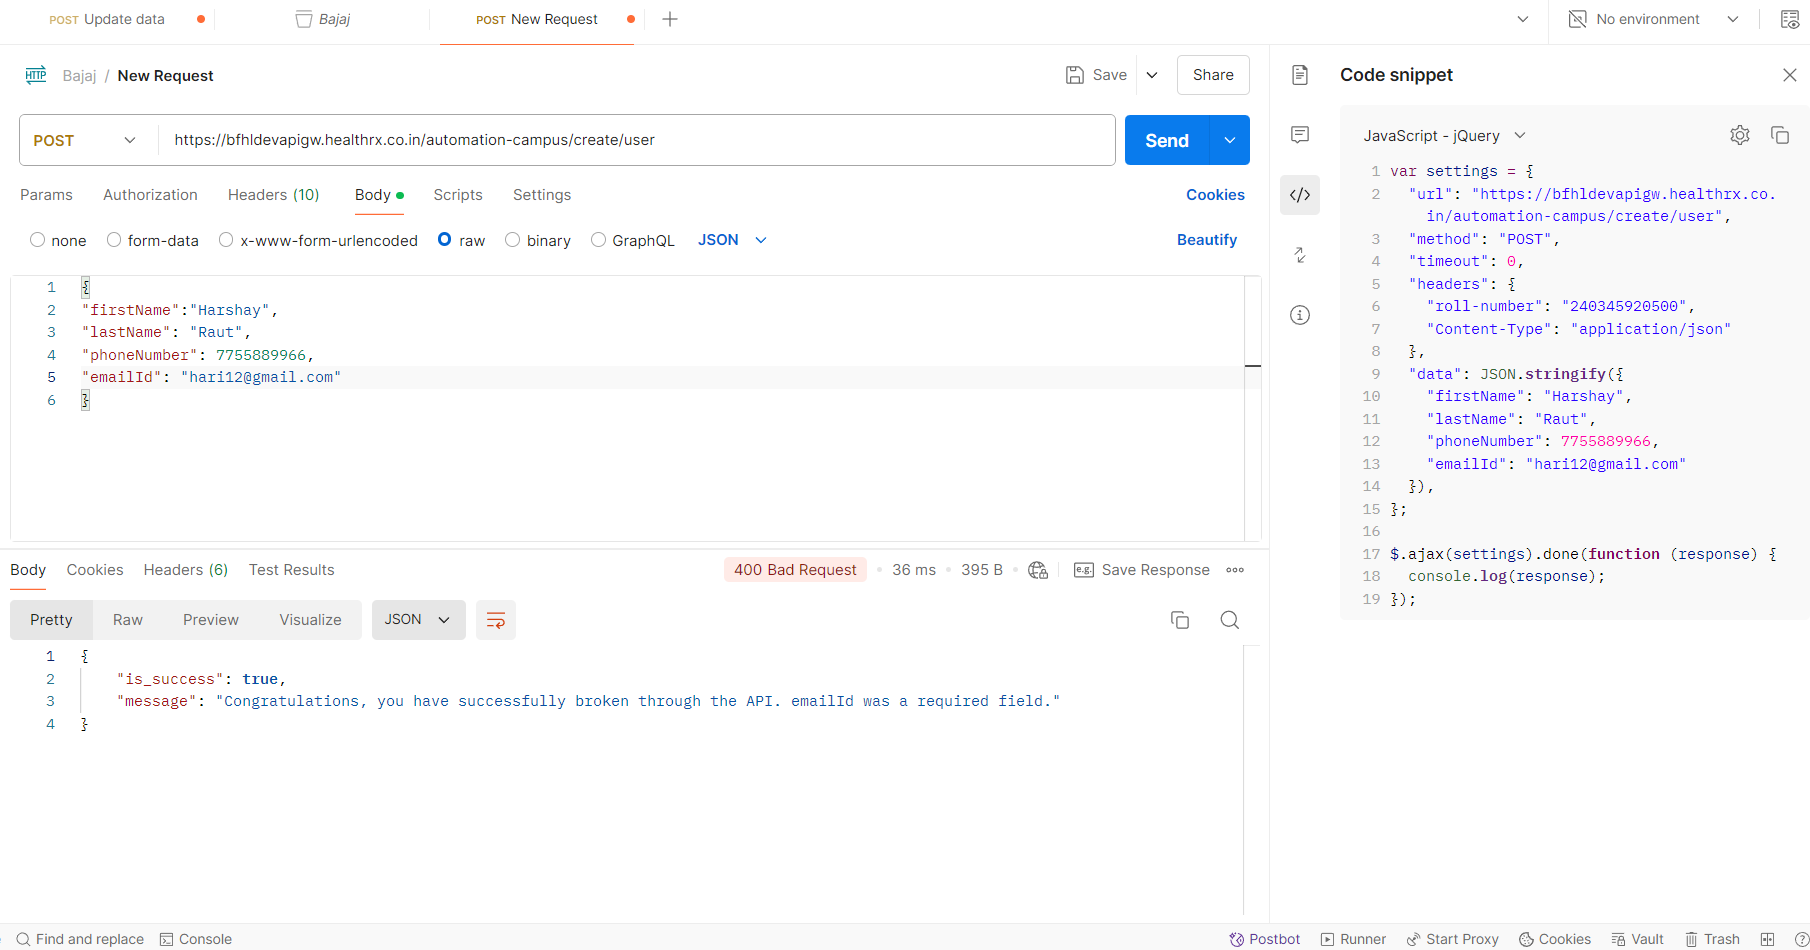 POST Update data
Bajaj
POST New Request
No environment
HTTP Bajaj / New Request
Save
Share
POST
https://bfhldevapigw.healthrx.co.in/automation-campus/create/user
Send
Params Authorization Headers (10) Body Scripts Settings
Cookies
none form-data x-www-form-urlencoded raw binary GraphQL JSON
Beautify
1 {
2 "firstName":"Harshay",
3 "lastName": "Raut",
4 "phoneNumber": 7755889966,
5 "emailId": "hari12@gmail.com"
6 }
Body Cookies Headers (6) Test Results
400 Bad Request 36 ms 395 B
e.g. Save Response
Pretty Raw Preview Visualize JSON
1 {
2 "is_success": true,
3 "message": "Congratulations, you have successfully broken through the API. emailId was a required field."
4 }
Code snippet
JavaScript - jQuery
1 var settings = {
2 "url": "https://bfhldevapigw.healthrx.co.
in/automation-campus/create/user",
3 "method": "POST",
4 "timeout": 0,
5 "headers": {
6 "roll-number": "240345920500",
7 "Content-Type": "application/json"
8 },
9 "data": JSON.stringify({
10 "firstName": "Harshay",
11 "lastName": "Raut",
12 "phoneNumber": 7755889966,
13 "emailId": "hari12@gmail.com"
14 }),
15 };
16
17 $.ajax(settings).done(function (response) {
18 console.log(response);
19 });
Find and replace Console
Postbot Runner Start Proxy Cookies Vault Trash